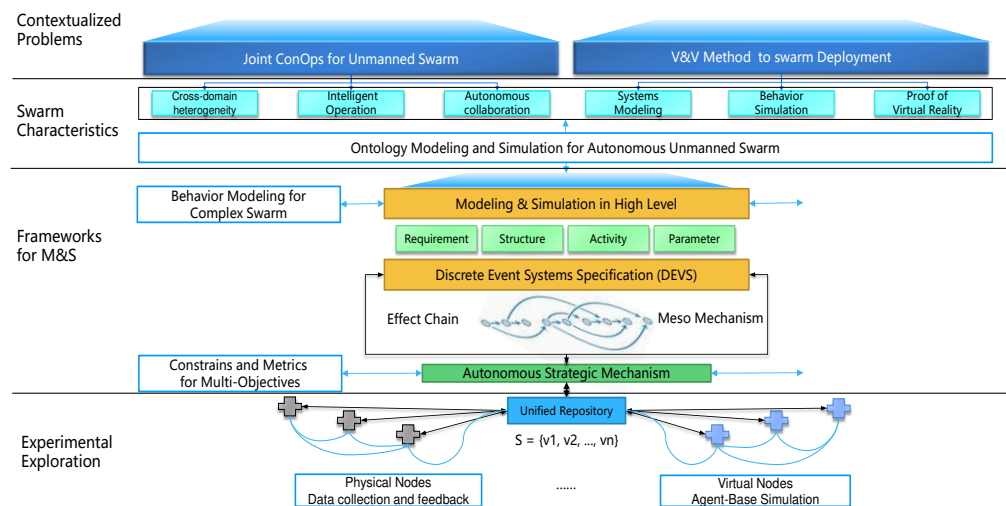 Contextualized
Problems
Joint ConOps for Unmanned Swarm
V&V Method to swarm Deployment
Swarm
Characteristics
Cross-domain
heterogeneity
Intelligent
Operation
Autonomous
collaboration
Systems
Modeling
Behavior
Simulation
Proof of
Virtual Reality
Ontology Modeling and Simulation for Autonomous Unmanned Swarm
Frameworks
for M&S
Behavior Modeling for
Complex Swarm
Modeling & Simulation in High Level
Requirement
Structure
Activity
Parameter
Discrete Event Systems Specification (DEVS)
Effect Chain
Meso Mechanism
Constrains and Metrics
for Multi-Objectives
Autonomous Strategic Mechanism
Experimental
Exploration
Unified Repository
S = {v1, v2, ..., vn}
Physical Nodes
Data collection and feedback
......
Virtual Nodes
Agent-Base Simulation